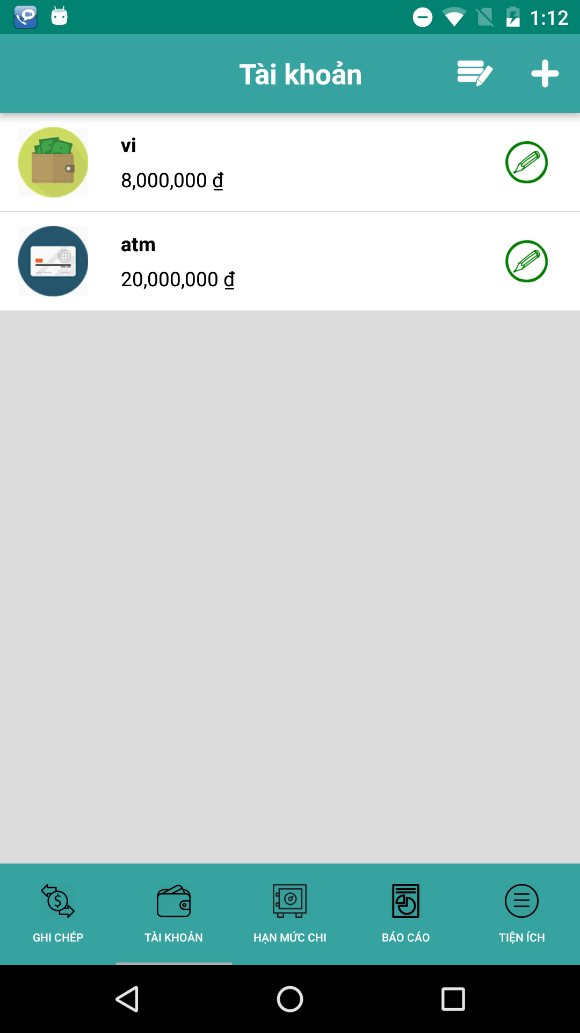 1:12
Tài khoản
vi
8,000,000 ₫
atm
20,000,000 ₫
GHI CHÉP
TÀI KHOẢN
HẠN MỨC CHI
BÁO CÁO
TIỆN ÍCH